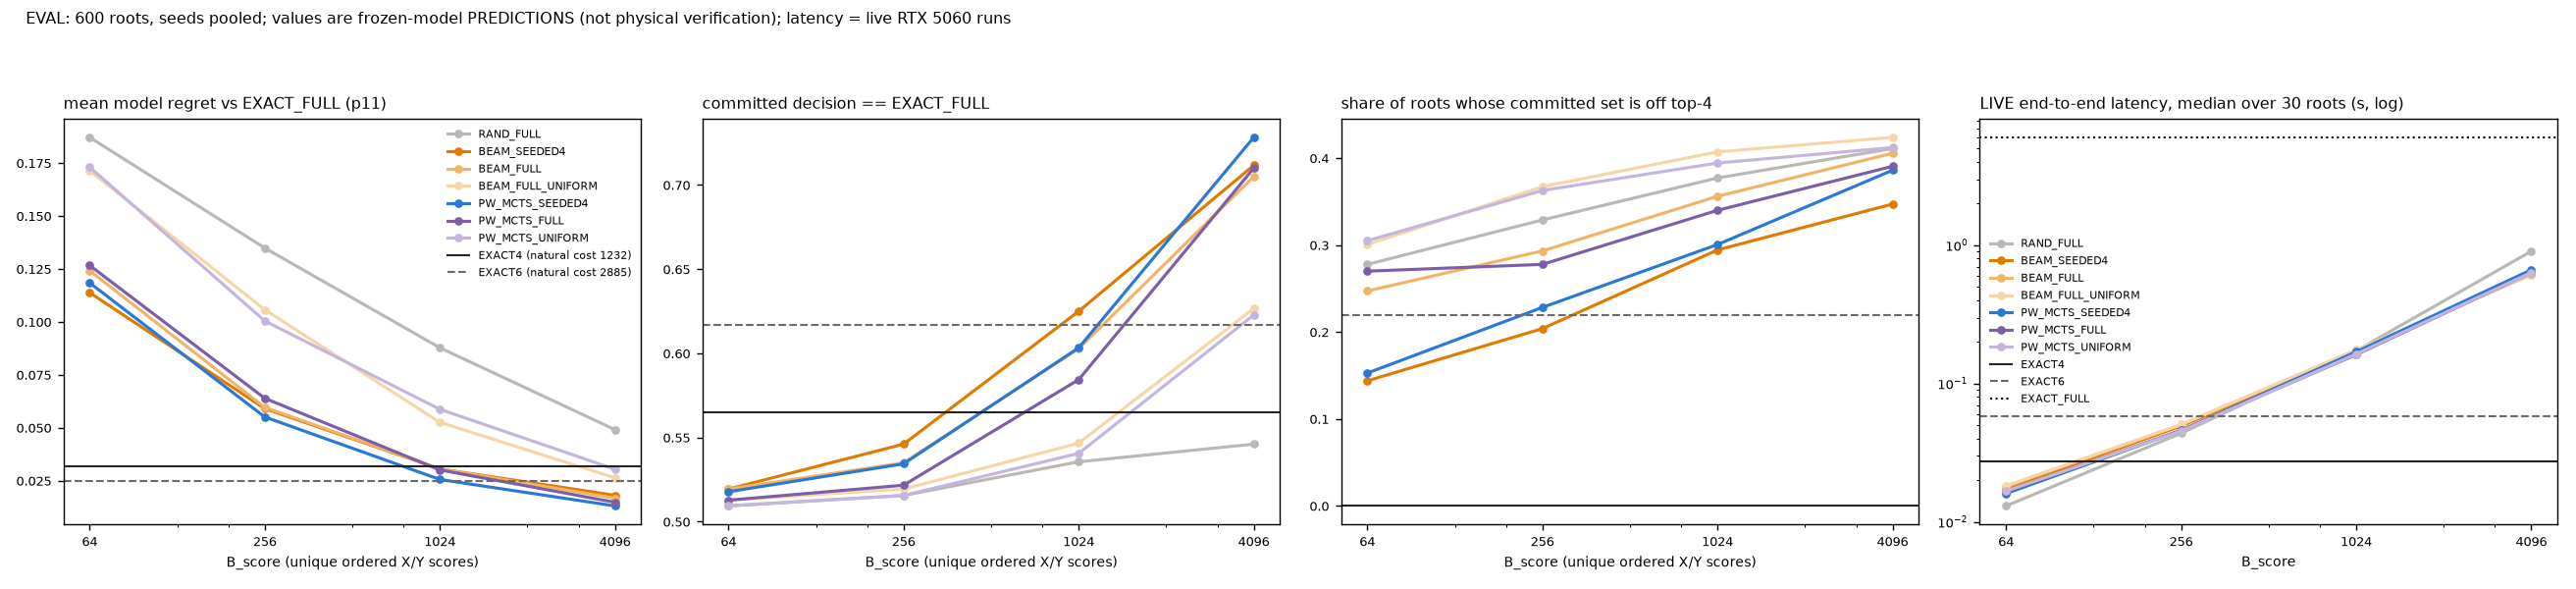 EVAL: 600 roots, seeds pooled; values are frozen-model PREDICTIONS (not physical verification); latency = live RTX 5060 runs
mean model regret vs EXACT_FULL (p11)
0.175
0.150
0.125
0.100
0.075
0.050
0.025
RAND_FULL
BEAM_SEEDED4
BEAM_FULL
BEAM_FULL_UNIFORM
PW_MCTS_SEEDED4
PW_MCTS_FULL
PW_MCTS_UNIFORM
EXACT4 (natural cost 1232)
EXACT6 (natural cost 2885)
64 256 1024 4096
B_score (unique ordered X/Y scores)
committed decision == EXACT_FULL
0.70
0.65
0.60
0.55
0.50
64 256 1024 4096
B_score (unique ordered X/Y scores)
share of roots whose committed set is off top-4
0.4
0.3
0.2
0.1
0.0
64 256 1024 4096
B_score (unique ordered X/Y scores)
LIVE end-to-end latency, median over 30 roots (s, log)
10⁰
10⁻¹
10⁻²
RAND_FULL
BEAM_SEEDED4
BEAM_FULL
BEAM_FULL_UNIFORM
PW_MCTS_SEEDED4
PW_MCTS_FULL
PW_MCTS_UNIFORM
EXACT4
EXACT6
EXACT_FULL
64 256 1024 4096
B_score